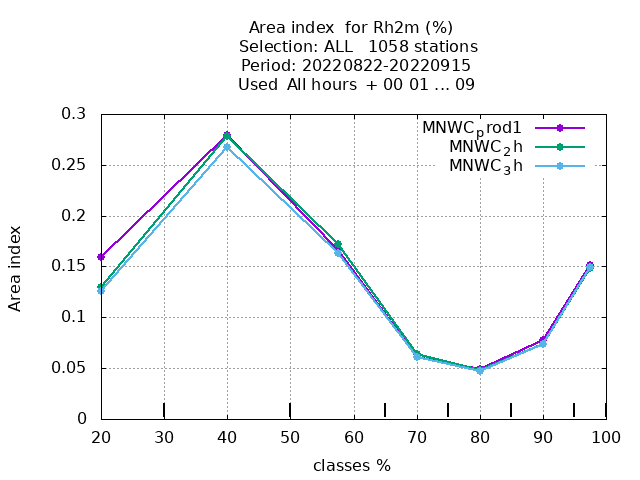 Area index  for Rh2m (%)
Selection: ALL   1058 stations
Period: 20220822-20220915
Used  All hours  + 00 01 ... 09
MNWC_prod1
MNWC_2h
MNWC_3h
0.3
0.25
0.2
0.15
0.1
0.05
0
Area index
20 30 40 50 60 70 80 90 100
classes %